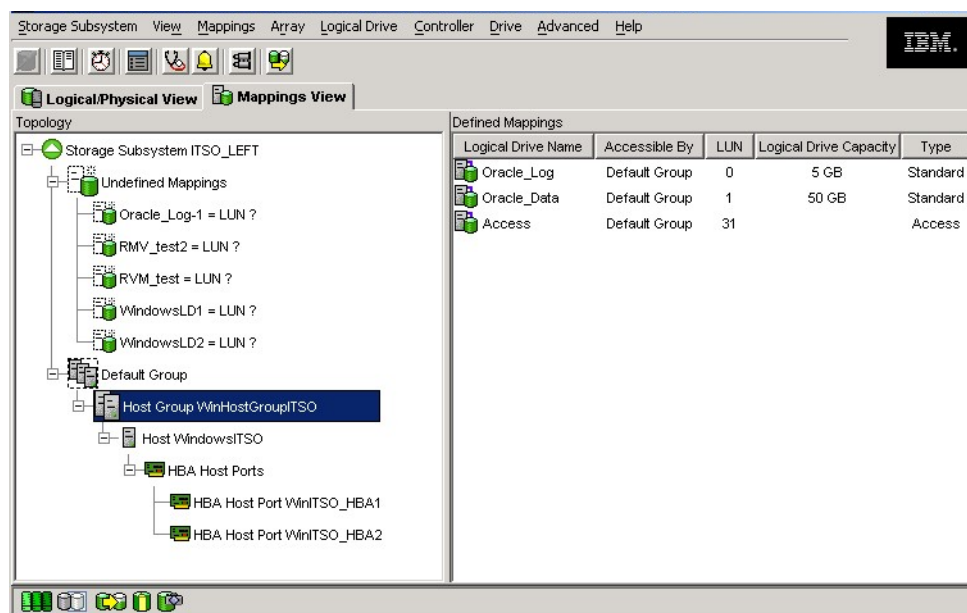 Storage Subsystem View Mappings Array Logical Drive Controller Drive Advanced Help
IBM.
Logical/Physical View Mappings View
Topology
Storage Subsystem ITSO_LEFT
Undefined Mappings
Oracle_Log-1 = LUN ?
RMV_test2 = LUN ?
RVM_test = LUN ?
WindowsLD1 = LUN ?
WindowsLD2 = LUN ?
Default Group
Host Group WinHostGroupITSO
Host WindowsITSO
HBA Host Ports
HBA Host Port WinITSO_HBA1
HBA Host Port WinITSO_HBA2
Defined Mappings
Logical Drive Name Accessible By LUN Logical Drive Capacity Type
Oracle_Log Default Group 0 5 GB Standard
Oracle_Data Default Group 1 50 GB Standard
Access Default Group 31 Access